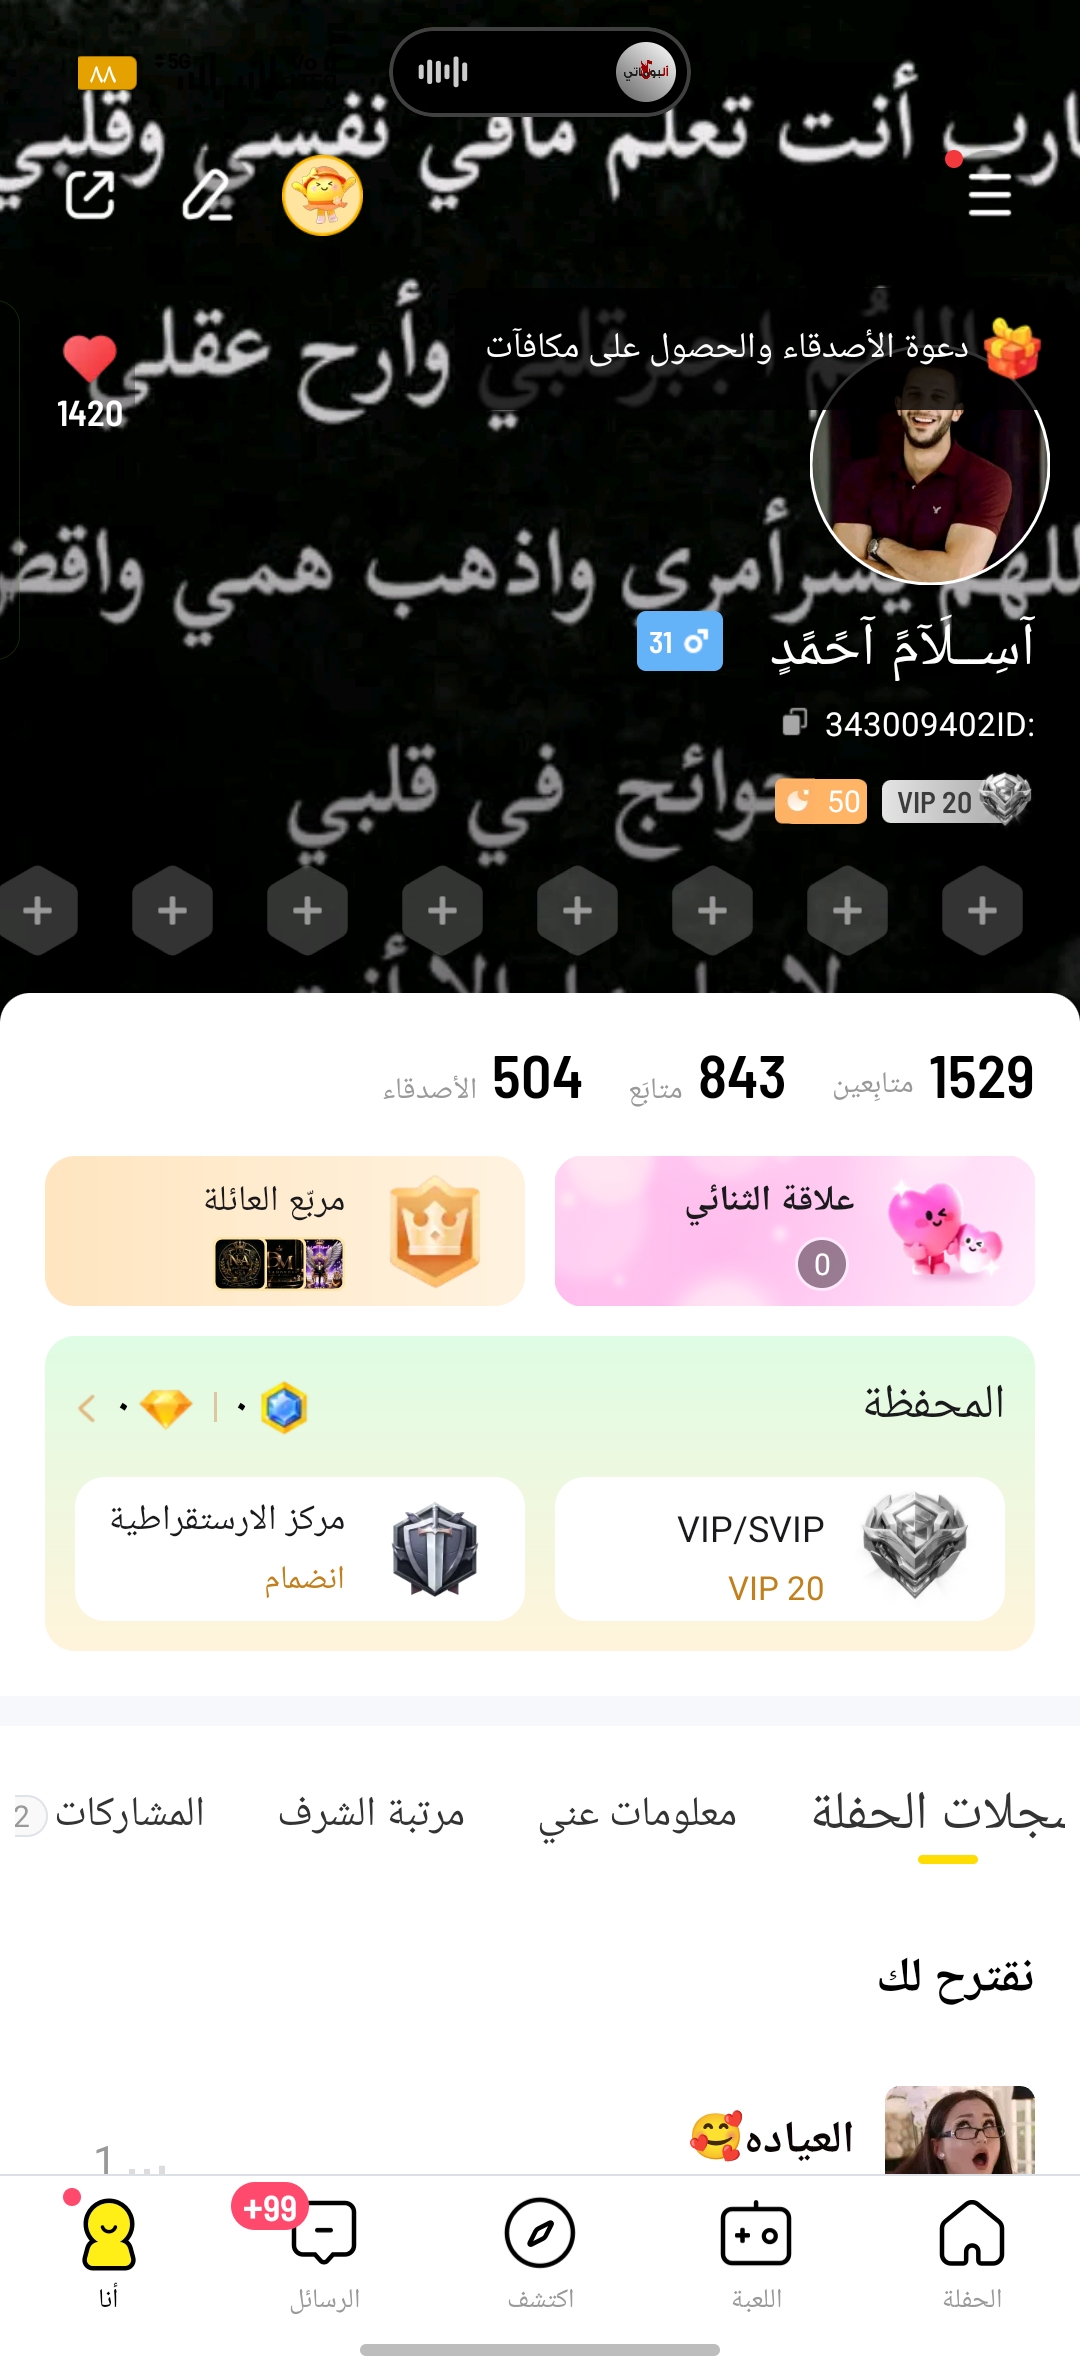 ٨٨
يارب أنت تعلم مافي نفسي وقلبي
وأرح عقلي
دعوة الأصدقاء والحصول على مكافآت
1420
اللهم يسرأمرى واذهب همي واقض
31
آسِــلَآمً آحًمًدٍ
343009402ID:
حوائج في قلبي
VIP 20
50
1529 متابِعين
843 متابَع
504 الأصدقاء
علاقة الثنائي
0
مربّع العائلة
المحفظة
٠
٠
VIP/SVIP
VIP 20
مركز الارستقراطية
انضمام
سجلات الحفلة
معلومات عني
مرتبة الشرف
المشاركات 2
نقترح لك
العياده🥰
1
الحفلة
اللعبة
اكتشف
+99
الرسائل
أنا